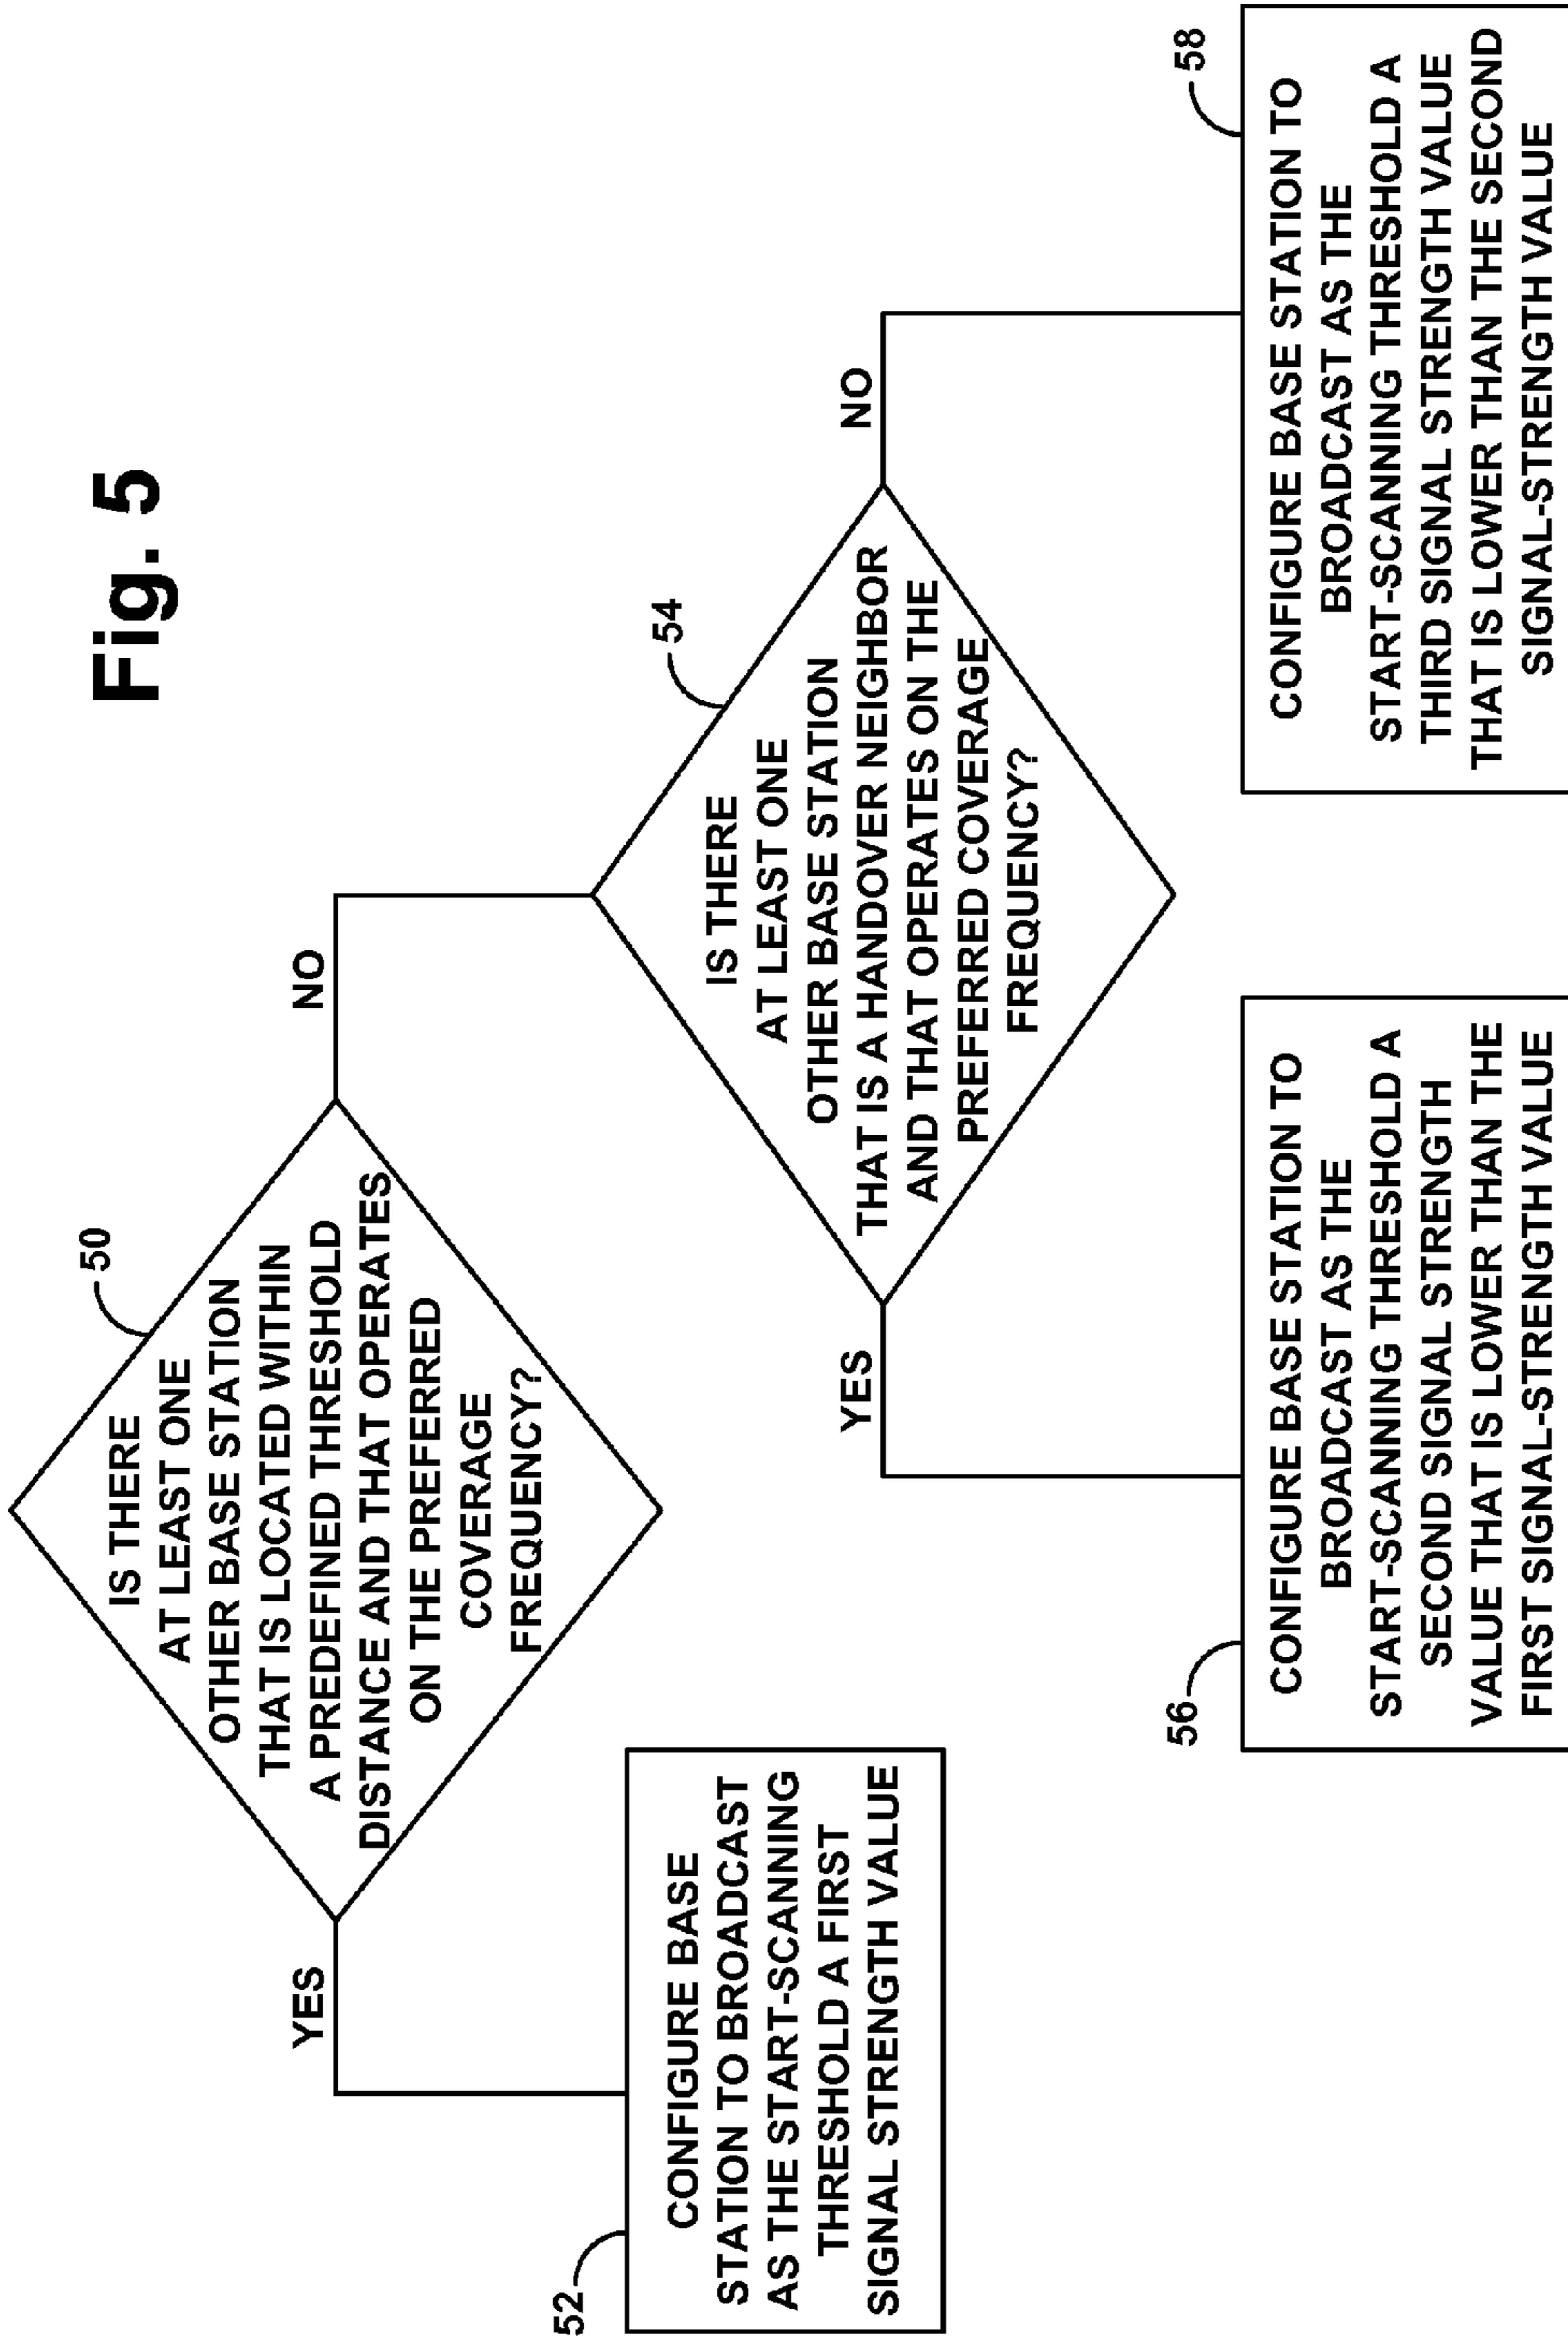 Fig. 5
50
IS THERE
AT LEAST ONE
OTHER BASE STATION
THAT IS LOCATED WITHIN
A PREDEFINED THRESHOLD
DISTANCE AND THAT OPERATES
ON THE PREFERRED
COVERAGE
FREQUENCY?
YES
NO
52
CONFIGURE BASE
STATION TO BROADCAST
AS THE START-SCANNING
THRESHOLD A FIRST
SIGNAL STRENGTH VALUE
54
IS THERE
AT LEAST ONE
OTHER BASE STATION
THAT IS A HANDOVER NEIGHBOR
AND THAT OPERATES ON THE
PREFERRED COVERAGE
FREQUENCY?
YES
NO
56
CONFIGURE BASE STATION TO
BROADCAST AS THE
START-SCANNING THRESHOLD A
SECOND SIGNAL STRENGTH
VALUE THAT IS LOWER THAN THE
FIRST SIGNAL-STRENGTH VALUE
58
CONFIGURE BASE STATION TO
BROADCAST AS THE
START-SCANNING THRESHOLD A
THIRD SIGNAL STRENGTH VALUE
THAT IS LOWER THAN THE SECOND
SIGNAL-STRENGTH VALUE